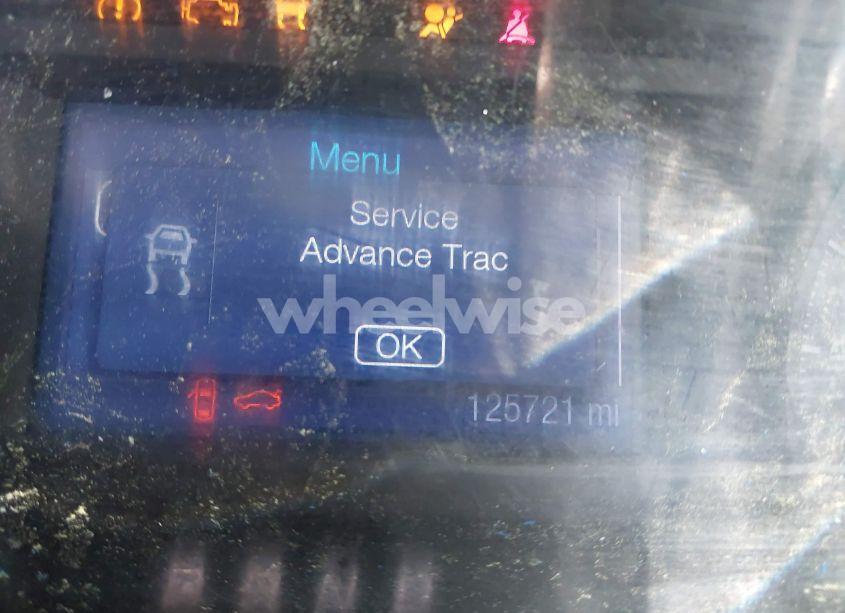 Menu
Service
Advance Trac
wheelwise
OK
125721 mi